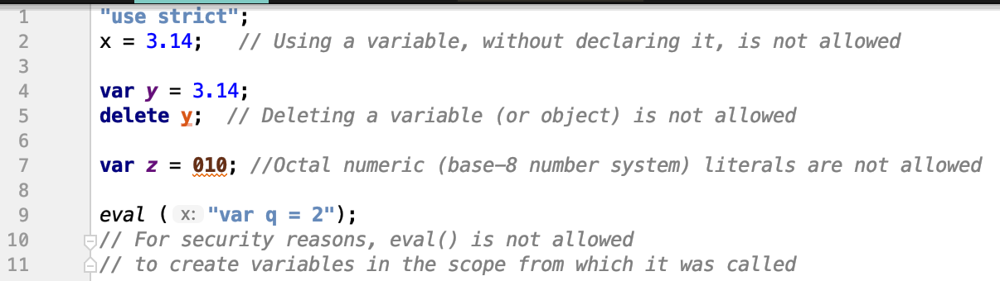 1 "use strict";
2 x = 3.14; // Using a variable, without declaring it, is not allowed
3
4 var y = 3.14;
5 delete y; // Deleting a variable (or object) is not allowed
6
7 var z = 010; //Octal numeric (base-8 number system) literals are not allowed
8
9 eval ( x: "var q = 2");
10 // For security reasons, eval() is not allowed
11 // to create variables in the scope from which it was called